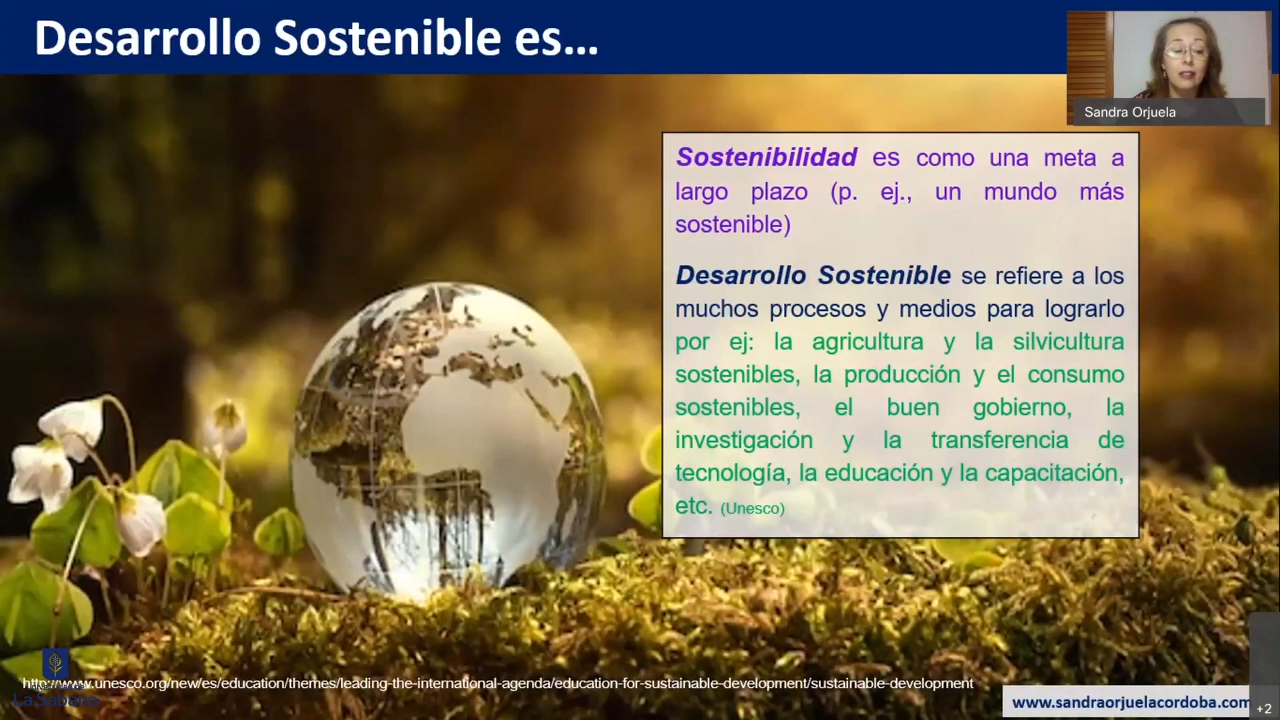 Desarrollo Sostenible es...
Sandra Orjuela
Sostenibilidad es como una meta a
largo plazo (p. ej., un mundo más
sostenible)
Desarrollo Sostenible se refiere a los
muchos procesos y medios para lograrlo
por ej: la agricultura y la silvicultura
sostenibles, la producción y el consumo
sostenibles, el buen gobierno, la
investigación y la transferencia de
tecnología, la educación y la capacitación,
etc. (Unesco)
http://www.unesco.org/new/es/education/themes/leading-the-international-agenda/education-for-sustainable-development/sustainable-development
La Sabana
www.sandraorjuelacordoba.com
+2